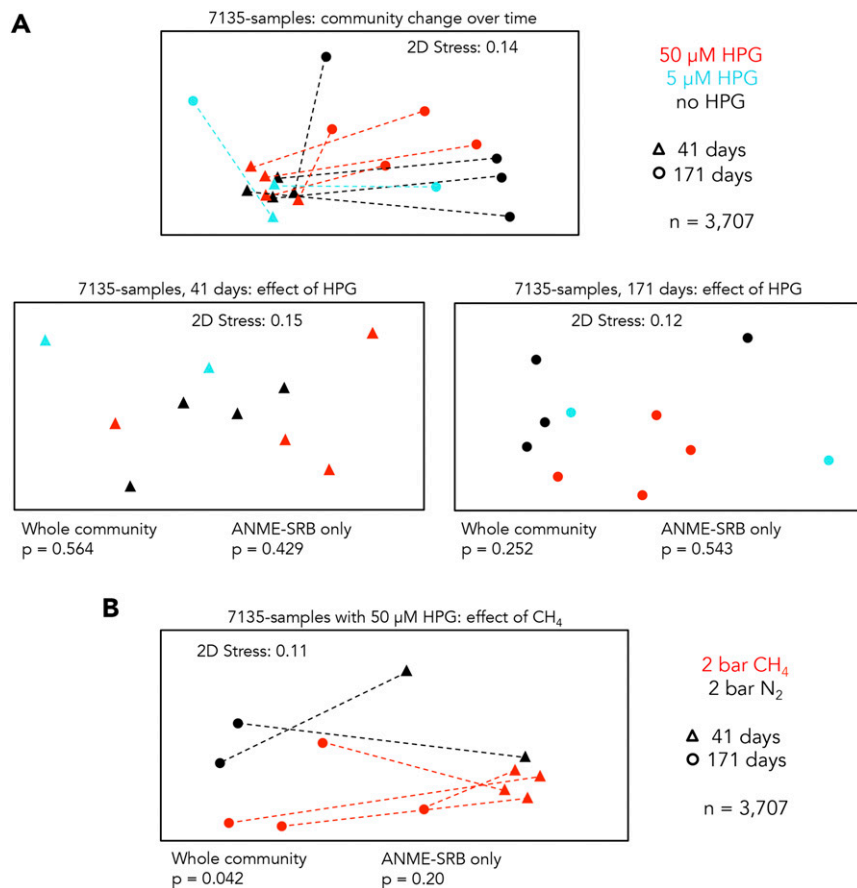 A
7135-samples: community change over time
2D Stress: 0.14
50 µM HPG
5 µM HPG
no HPG
41 days
171 days
n = 3,707
7135-samples, 41 days: effect of HPG
2D Stress: 0.15
Whole community
p = 0.564
ANME-SRB only
p = 0.429
7135-samples, 171 days: effect of HPG
2D Stress: 0.12
Whole community
p = 0.252
ANME-SRB only
p = 0.543
B
7135-samples with 50 µM HPG: effect of CH₄
2D Stress: 0.11
2 bar CH₄
2 bar N₂
41 days
171 days
n = 3,707
Whole community
p = 0.042
ANME-SRB only
p = 0.20